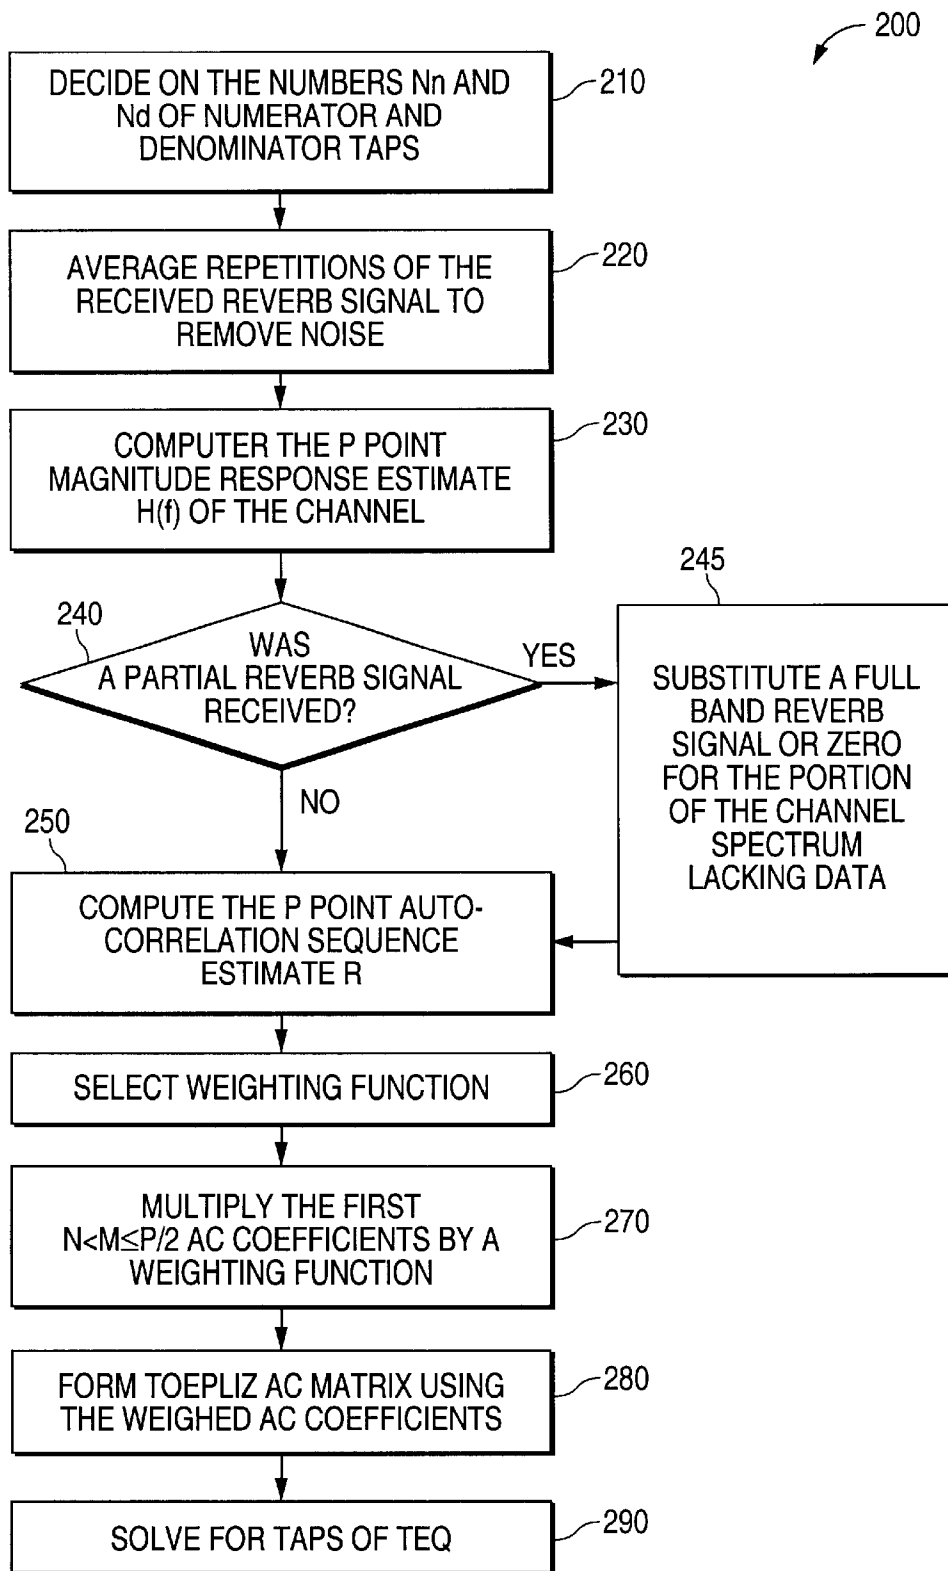 200
DECIDE ON THE NUMBERS Nn AND
Nd OF NUMERATOR AND
DENOMINATOR TAPS
210
AVERAGE REPETITIONS OF THE
RECEIVED REVERB SIGNAL TO
REMOVE NOISE
220
COMPUTER THE P POINT
MAGNITUDE RESPONSE ESTIMATE
H(f) OF THE CHANNEL
230
240
WAS
A PARTIAL REVERB SIGNAL
RECEIVED?
YES
NO
245
SUBSTITUTE A FULL
BAND REVERB
SIGNAL OR ZERO
FOR THE PORTION
OF THE CHANNEL
SPECTRUM
LACKING DATA
250
COMPUTE THE P POINT AUTO-
CORRELATION SEQUENCE
ESTIMATE R
SELECT WEIGHTING FUNCTION
260
MULTIPLY THE FIRST
N<M≤P/2 AC COEFFICIENTS BY A
WEIGHTING FUNCTION
270
FORM TOEPLIZ AC MATRIX USING
THE WEIGHED AC COEFFICIENTS
280
SOLVE FOR TAPS OF TEQ
290